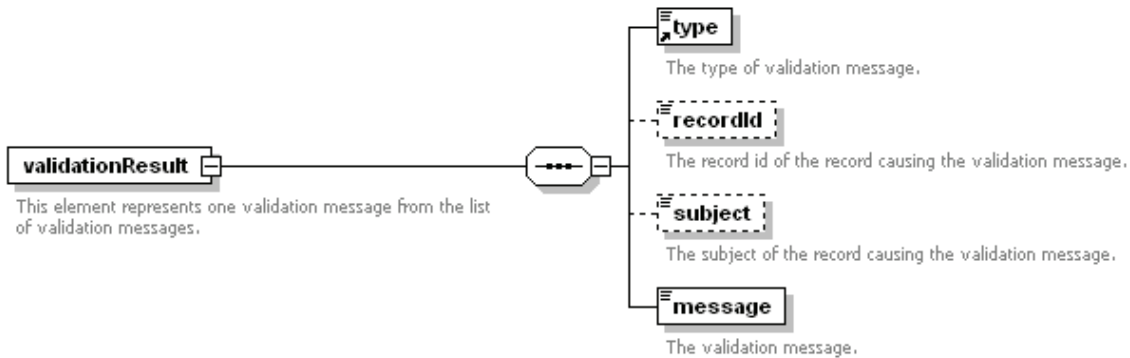 type
The type of validation message.
recordId
The record id of the record causing the validation message.
validationResult
This element represents one validation message from the list
of validation messages.
subject
The subject of the record causing the validation message.
message
The validation message.